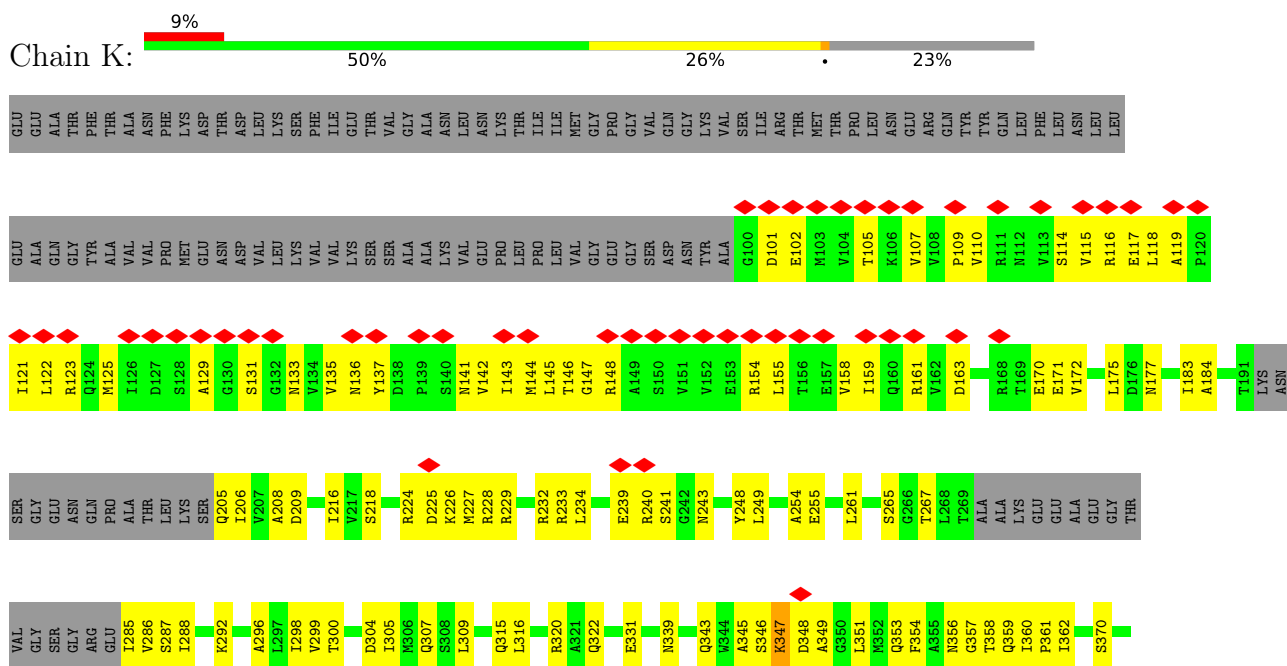 9%
Chain K:
50% 26% • 23%
GLU GLU ALA THR PHE THR ALA ASN PHE LYS ASP THR ASP LEU LYS SER PHE ILE GLU THR VAL GLY ALA ASN LEU ASN LYS THR ILE ILE MET GLY PRO GLY VAL GLN GLY LYS VAL SER ILE ARG THR MET THR PRO LEU ASN GLU ARG GLN TYR TYR GLN LEU PHE LEU ASN LEU LEU
GLU ALA GLN GLY TYR ALA VAL VAL PRO MET GLU ASN ASP VAL LEU LYS VAL VAL LYS SER SER ALA ALA LYS VAL GLU PRO LEU PRO LEU VAL GLY GLU GLY SER ASP ASN TYR ALA G100 D101 E102 M103 V104 T105 K106 V107 V108 P109 V110 R111 N112 V113 S114 V115 R116 E117 L118 A119 P120
I121 L122 R123 Q124 M125 I126 D127 S128 A129 G130 S131 G132 N133 V134 V135 N136 Y137 D138 P139 S140 N141 V142 I143 M144 L145 T146 G147 R148 A149 S150 V151 V152 E153 R154 L155 T156 E157 V158 I159 Q160 R161 V162 D163 R168 T169 E170 E171 V172 L175 D176 N177 I183 A184 T191 LYS ASN
SER GLY GLU ASN GLN PRO ALA THR LEU LYS SER Q205 I206 V207 A208 D209 I216 V217 S218 R224 D225 K226 M227 R228 R229 R232 R233 L234 E239 R240 S241 G242 N243 Y248 L249 A254 E255 L261 S265 G266 T267 L268 T269 ALA ALA LYS GLU GLU ALA GLU GLY THR
VAL GLY SER GLY ARG GLU I285 V286 S287 I288 K292 A296 L297 I298 V299 T300 D304 I305 M306 Q307 S308 L309 Q315 L316 R320 A321 Q322 E331 N339 Q343 W344 A345 S346 K347 D348 A349 G350 L351 M352 Q353 F354 A355 N356 G357 T358 Q359 I360 P361 I362 S370